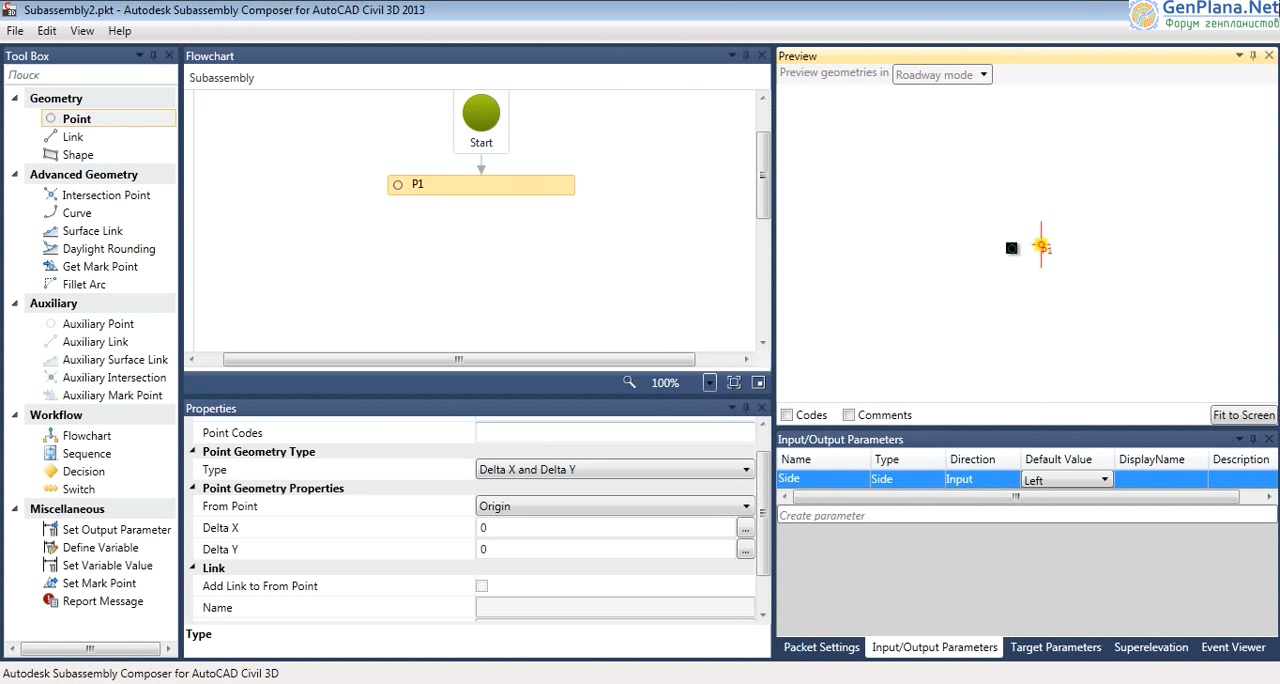 Subassembly2.pkt - Autodesk Subassembly Composer for AutoCAD Civil 3D 2013
GenPlana.Net
Форум генпланистов
File Edit View Help
Tool Box
Поиск
Geometry
Point
Link
Shape
Advanced Geometry
Intersection Point
Curve
Surface Link
Daylight Rounding
Get Mark Point
Fillet Arc
Auxiliary
Auxiliary Point
Auxiliary Link
Auxiliary Surface Link
Auxiliary Intersection
Auxiliary Mark Point
Workflow
Flowchart
Sequence
Decision
Switch
Miscellaneous
Set Output Parameter
Define Variable
Set Variable Value
Set Mark Point
Report Message
Flowchart
Subassembly
Start
P1
100%
Properties
Point Codes
Point Geometry Type
Type Delta X and Delta Y
Point Geometry Properties
From Point Origin
Delta X 0 ...
Delta Y 0 ...
Link
Add Link to From Point
Name
Type
Preview
Preview geometries in Roadway mode
P1
Codes Comments Fit to Screen
Input/Output Parameters
Name Type Direction Default Value DisplayName Description
Side Side Input Left
Create parameter
Packet Settings Input/Output Parameters Target Parameters Superelevation Event Viewer
Autodesk Subassembly Composer for AutoCAD Civil 3D